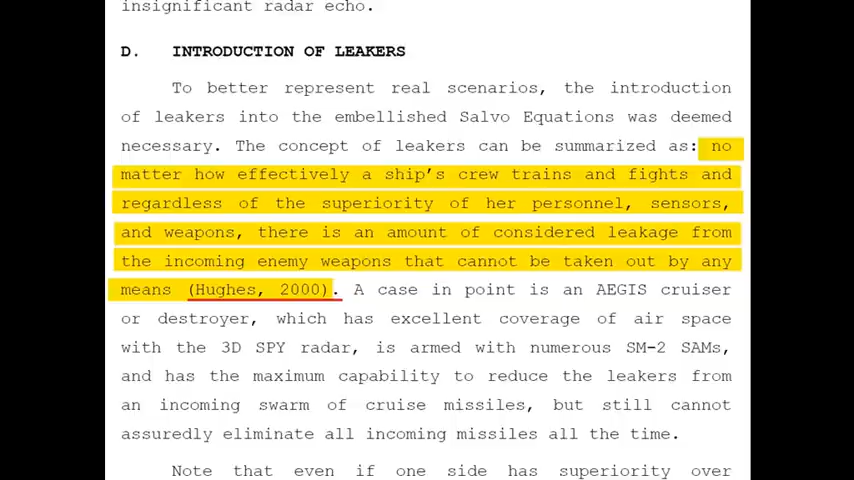 insignificant radar echo.
D. INTRODUCTION OF LEAKERS
To better represent real scenarios, the introduction
of leakers into the embellished Salvo Equations was deemed
necessary. The concept of leakers can be summarized as: no
matter how effectively a ship's crew trains and fights and
regardless of the superiority of her personnel, sensors,
and weapons, there is an amount of considered leakage from
the incoming enemy weapons that cannot be taken out by any
means (Hughes, 2000). A case in point is an AEGIS cruiser
or destroyer, which has excellent coverage of air space
with the 3D SPY radar, is armed with numerous SM-2 SAMs,
and has the maximum capability to reduce the leakers from
an incoming swarm of cruise missiles, but still cannot
assuredly eliminate all incoming missiles all the time.
Note that even if one side has superiority over